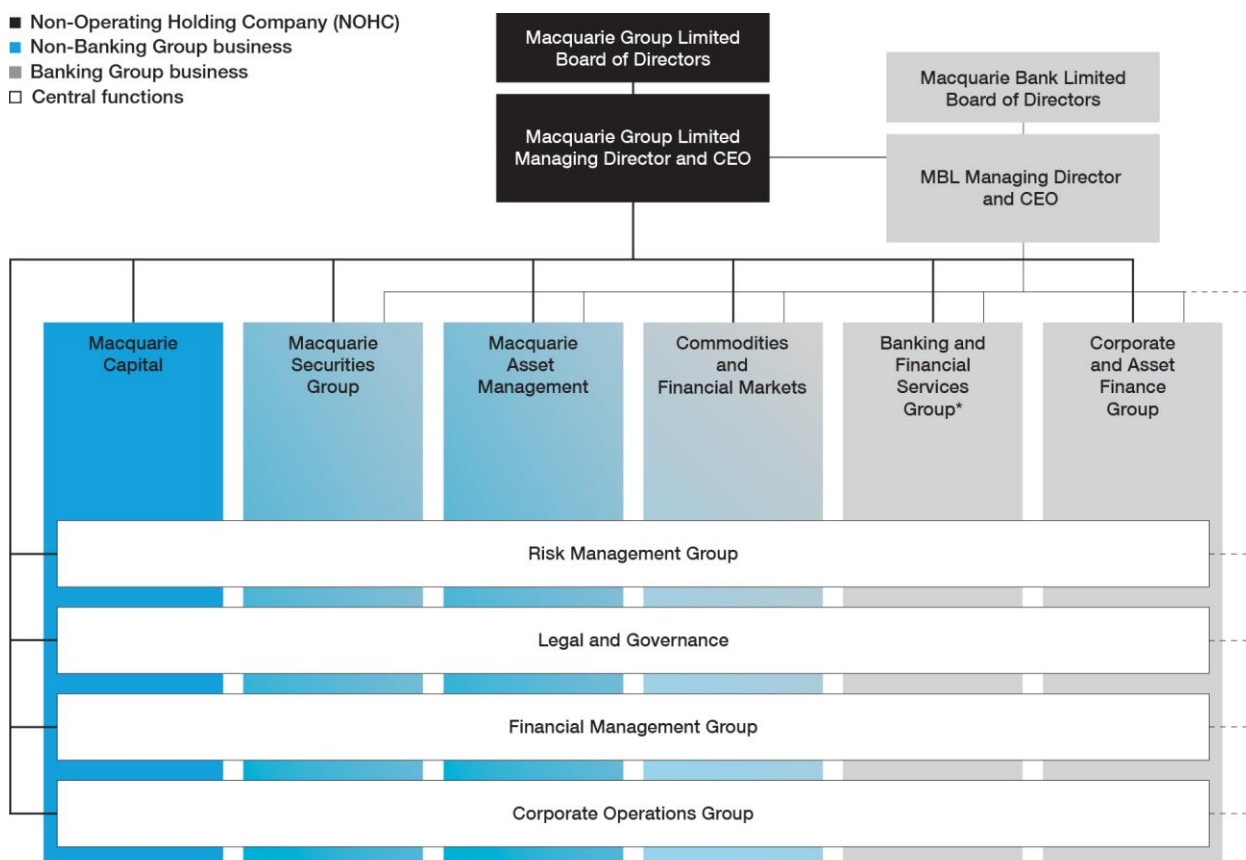 Non-Operating Holding Company (NOHC)
Non-Banking Group business
Banking Group business
Central functions
Macquarie Group Limited
Board of Directors
Macquarie Bank Limited
Board of Directors
Macquarie Group Limited
Managing Director and CEO
MBL Managing Director
and CEO
Macquarie
Capital
Macquarie
Securities
Group
Macquarie
Asset
Management
Commodities
and
Financial Markets
Banking and
Financial
Services
Group*
Corporate
and Asset
Finance
Group
Risk Management Group
Legal and Governance
Financial Management Group
Corporate Operations Group